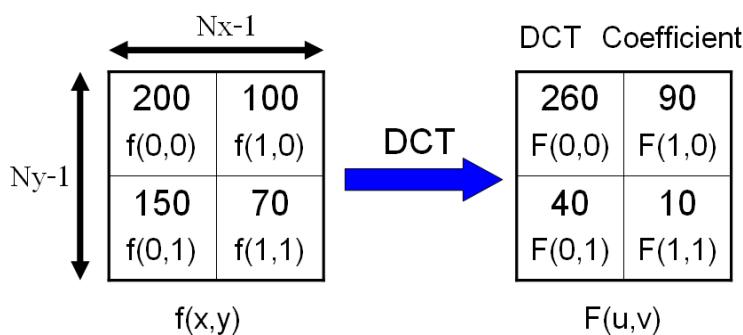 Nx-1
DCT Coefficient
200 100
f(0,0) f(1,0)
260 90
F(0,0) F(1,0)
DCT
Ny-1
150 70
f(0,1) f(1,1)
40 10
F(0,1) F(1,1)
f(x,y)
F(u,v)